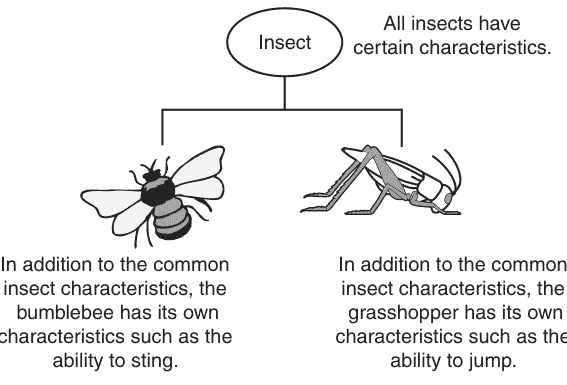 Insect
All insects have
certain characteristics.
In addition to the common
insect characteristics, the
bumblebee has its own
characteristics such as the
ability to sting.
In addition to the common
insect characteristics, the
grasshopper has its own
characteristics such as the
ability to jump.